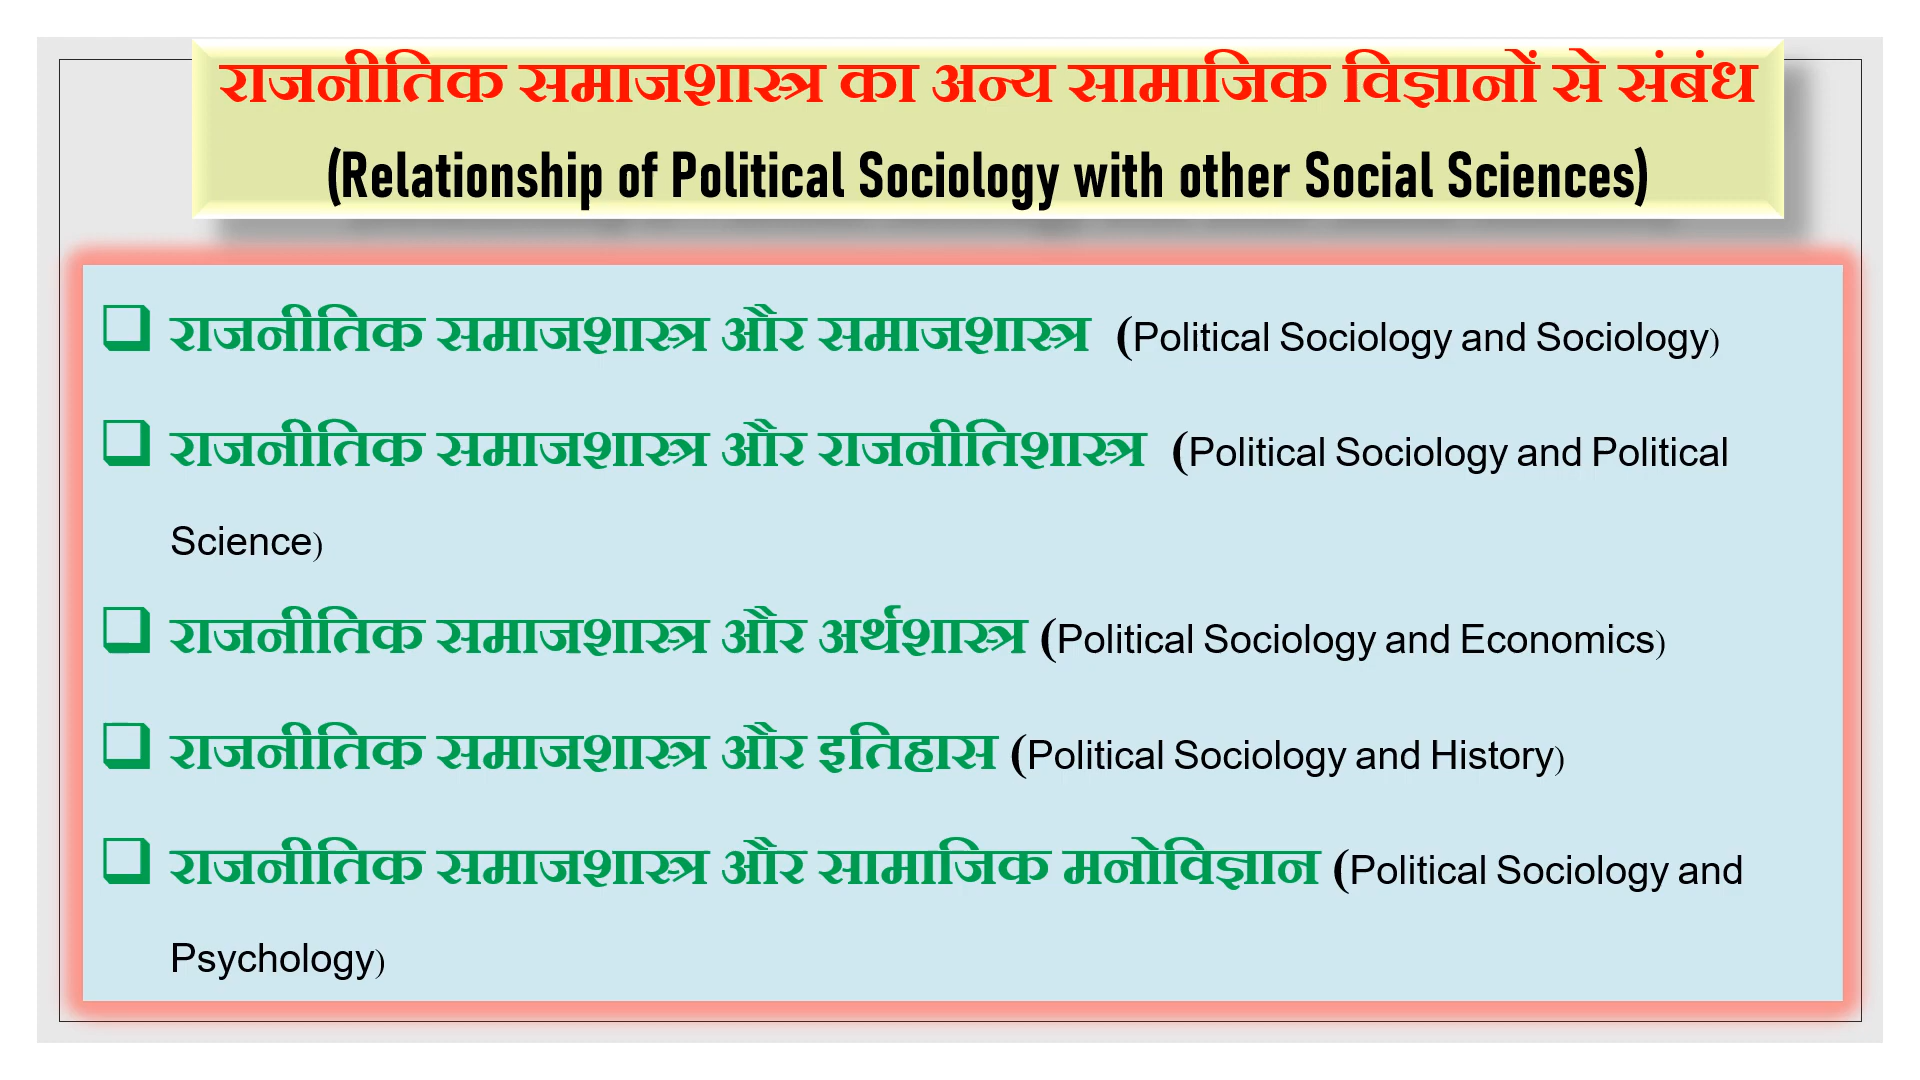 राजनीतिक समाजशास्त्र का अन्य सामाजिक विज्ञानों से संबंध
(Relationship of Political Sociology with other Social Sciences)
राजनीतिक समाजशास्त्र और समाजशास्त्र (Political Sociology and Sociology)
राजनीतिक समाजशास्त्र और राजनीतिशास्त्र (Political Sociology and Political
Science)
राजनीतिक समाजशास्त्र और अर्थशास्त्र (Political Sociology and Economics)
राजनीतिक समाजशास्त्र और इतिहास (Political Sociology and History)
राजनीतिक समाजशास्त्र और सामाजिक मनोविज्ञान (Political Sociology and
Psychology)